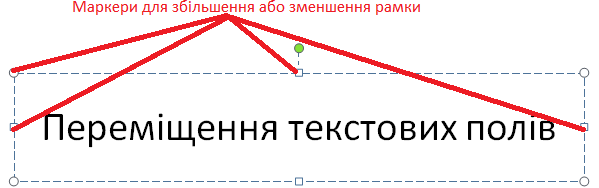 Маркери для збільшення або зменшення рамки
Переміщення текстових полів